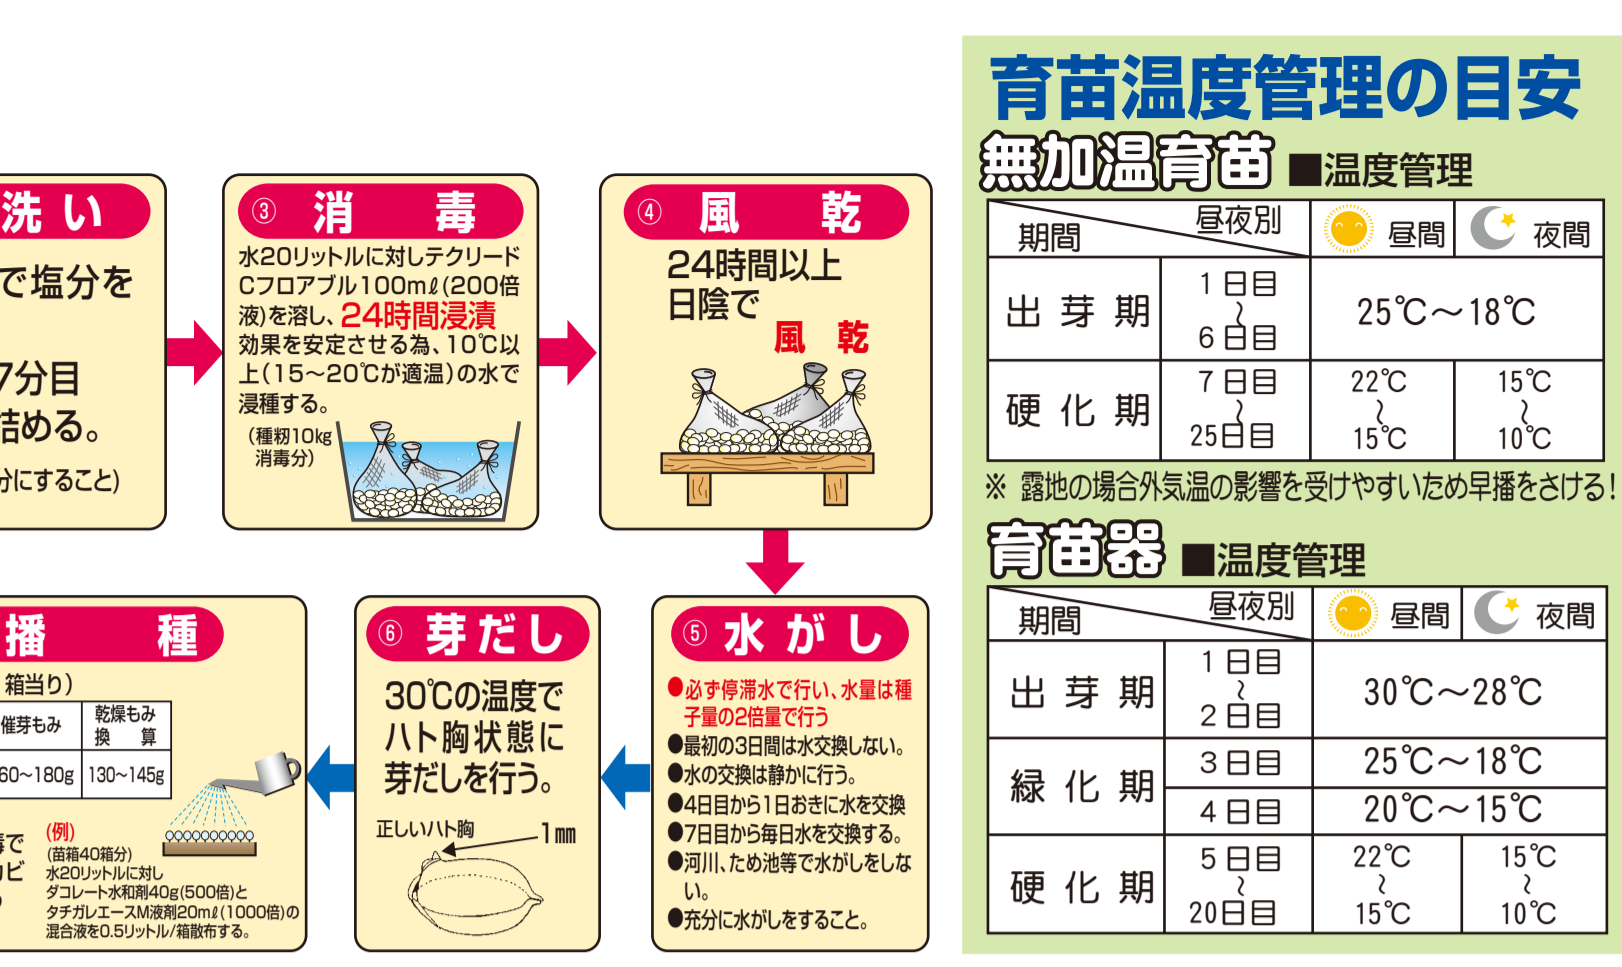 洗い
で塩分を
7分目
詰める。
分にすること)
③ 消毒
水20リットルに対しテクリード
Cフロアブル100mℓ(200倍
液)を溶し、24時間浸漬
効果を安定させる為、10℃以
上(15～20℃が適温)の水で
浸種する。
(種籾10kg
消毒分)
④ 風乾
24時間以上
日陰で
風乾
⑤ 水がし
●必ず停滞水で行い、水量は種
子量の2倍量で行う
●最初の3日間は水交換しない。
●水の交換は静かに行う。
●4日目から1日おきに水を交換
●7日目から毎日水を交換する。
●河川、ため池等で水がしをしな
い。
●充分に水がしをすること。
⑥ 芽だし
30℃の温度で
ハト胸状態に
芽だしを行う。
正しいハト胸
1mm
播種
箱当り)
催芽もみ 乾燥もみ
換算
60～180g 130～145g
毒で
カビ
(例)
(苗箱40箱分)
水20リットルに対し
ダコレート水和剤40g(500倍)と
タチガレエースM液剤20mℓ(1000倍)の
混合液を0.5リットル/箱散布する。
育苗温度管理の目安
無加温育苗 ■温度管理
期間 昼夜別 昼間 夜間
出芽期 1日目～6日目 25℃～18℃
硬化期 7日目～25日目 22℃～15℃ 15℃～10℃
※ 露地の場合外気温の影響を受けやすいため早播をさける!
育苗器 ■温度管理
期間 昼夜別 昼間 夜間
出芽期 1日目～2日目 30℃～28℃
緑化期 3日目 25℃～18℃
4日目 20℃～15℃
硬化期 5日目～20日目 22℃～15℃ 15℃～10℃